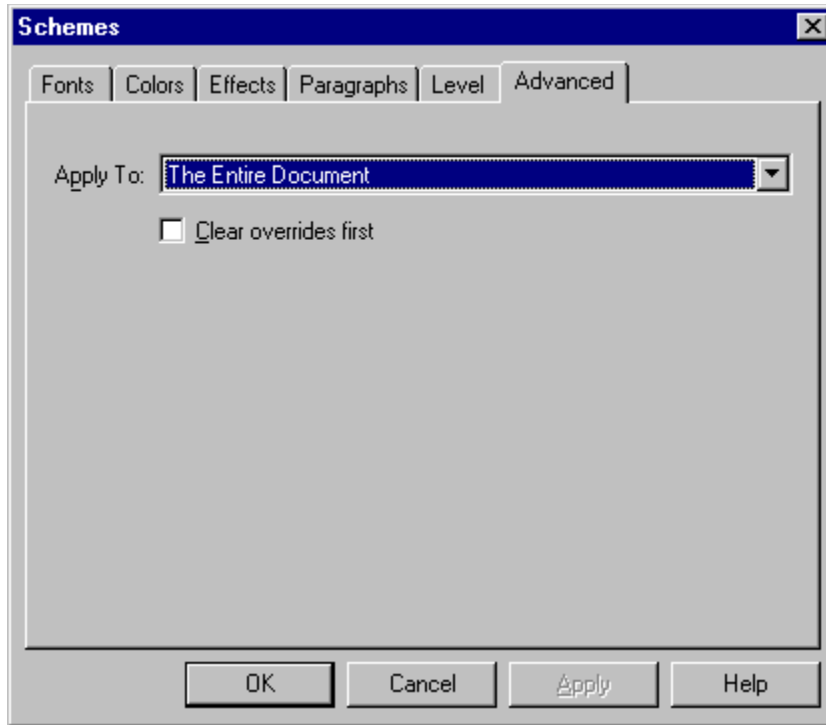 Schemes
Fonts Colors Effects Paragraphs Level Advanced
Apply To: The Entire Document
Clear overrides first
OK Cancel Apply Help